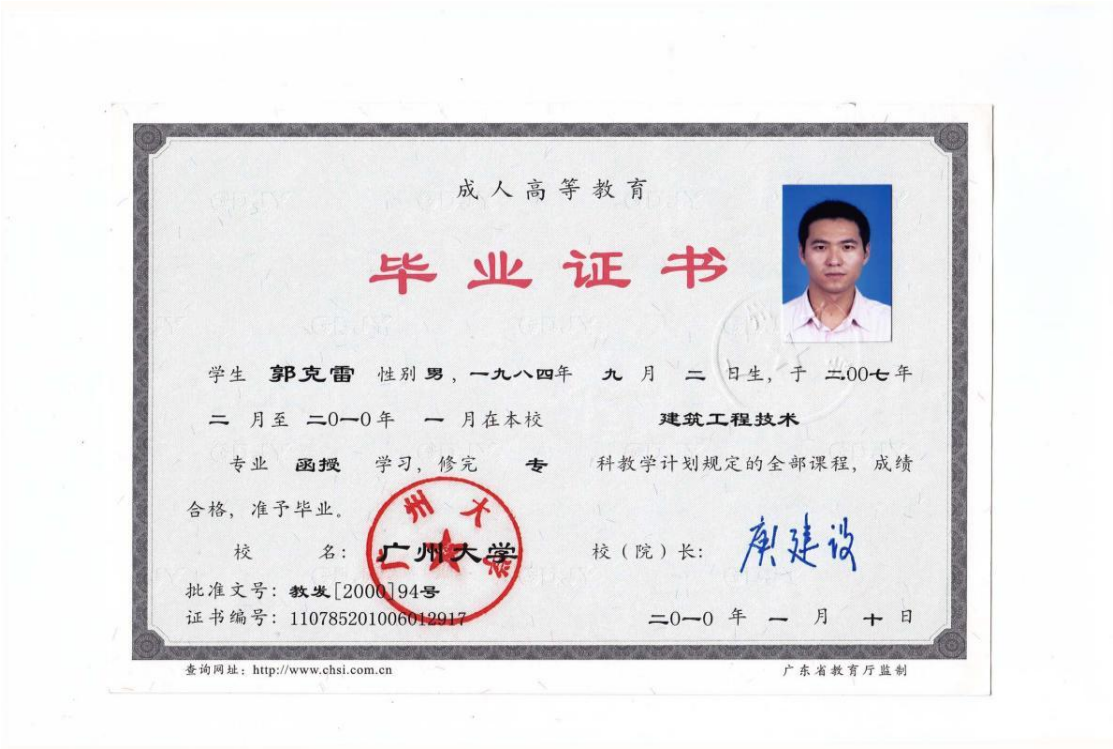 成人高等教育
毕业证书
学生 郭克雷 性别 男，一九八四年 九 月 二 日生，于 二00七年
二 月至 二0一0年 一 月在本校 建筑工程技术
专业 函授 学习，修完 专 科教学计划规定的全部课程，成绩
合格，准予毕业。
校 名：广州大学 校（院）长：庾建设
批准文号：教发[2000]94号
证书编号：110785201006012917 二0一0 年 一 月 十 日
查询网址：http://www.chsi.com.cn 广东省教育厅监制
广州大学